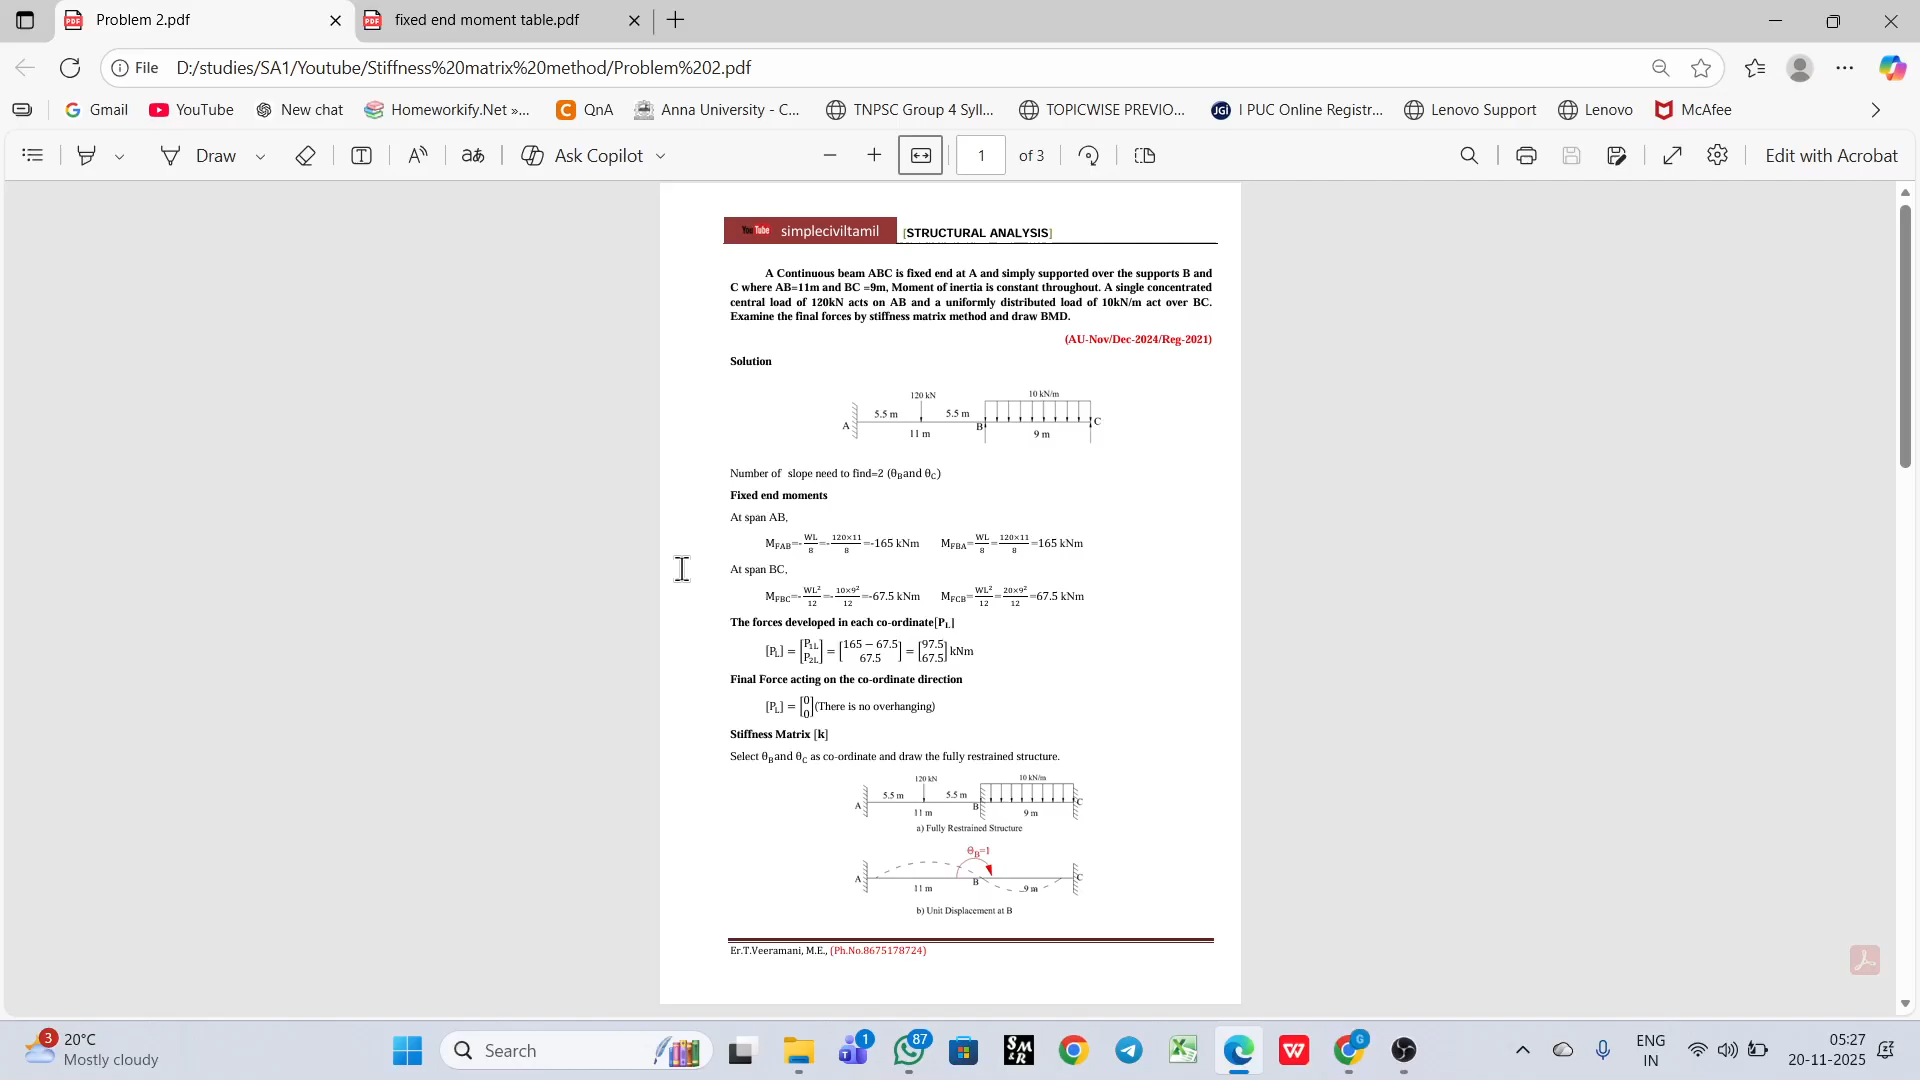 Problem 2.pdf
fixed end moment table.pdf
File D:/studies/SA1/Youtube/Stiffness%20matrix%20method/Problem%202.pdf
Gmail YouTube New chat Homeworkify.Net »... QnA Anna University - C... TNPSC Group 4 Syll... TOPICWISE PREVIO... JGi I PUC Online Registr... Lenovo Support Lenovo McAfee
Draw Ask Copilot 1 of 3 Edit with Acrobat
YouTube simpleciviltamil [STRUCTURAL ANALYSIS]
A Continuous beam ABC is fixed end at A and simply supported over the supports B and
C where AB=11m and BC =9m, Moment of inertia is constant throughout. A single concentrated
central load of 120kN acts on AB and a uniformly distributed load of 10kN/m act over BC.
Examine the final forces by stiffness matrix method and draw BMD.
(AU-Nov/Dec-2024/Reg-2021)
Solution
120 kN 10 kN/m
5.5 m 5.5 m
A B C
11 m 9 m
Number of slope need to find=2 (θB and θC)
Fixed end moments
At span AB,
MFAB=-WL/8=-120×11/8=-165 kNm MFBA=WL/8=120×11/8=165 kNm
At span BC,
MFBC=-WL²/12=-10×9²/12=-67.5 kNm MFCB=WL²/12=20×9²/12=67.5 kNm
The forces developed in each co-ordinate[PL]
[PL] = [P1L P2L] = [165 − 67.5 67.5] = [97.5 67.5] kNm
Final Force acting on the co-ordinate direction
[PL] = [0 0](There is no overhanging)
Stiffness Matrix [k]
Select θB and θC as co-ordinate and draw the fully restrained structure.
120 kN 10 kN/m
5.5 m 5.5 m
A B C
11 m 9 m
a) Fully Restrained Structure
ΘB=1
A B C
11 m 9 m
b) Unit Displacement at B
Er.T.Veeramani, M.E., (Ph.No.8675178724)
3 20°C
Mostly cloudy
Search
1
87
SM&R
G
ENG
IN
05:27
20-11-2025